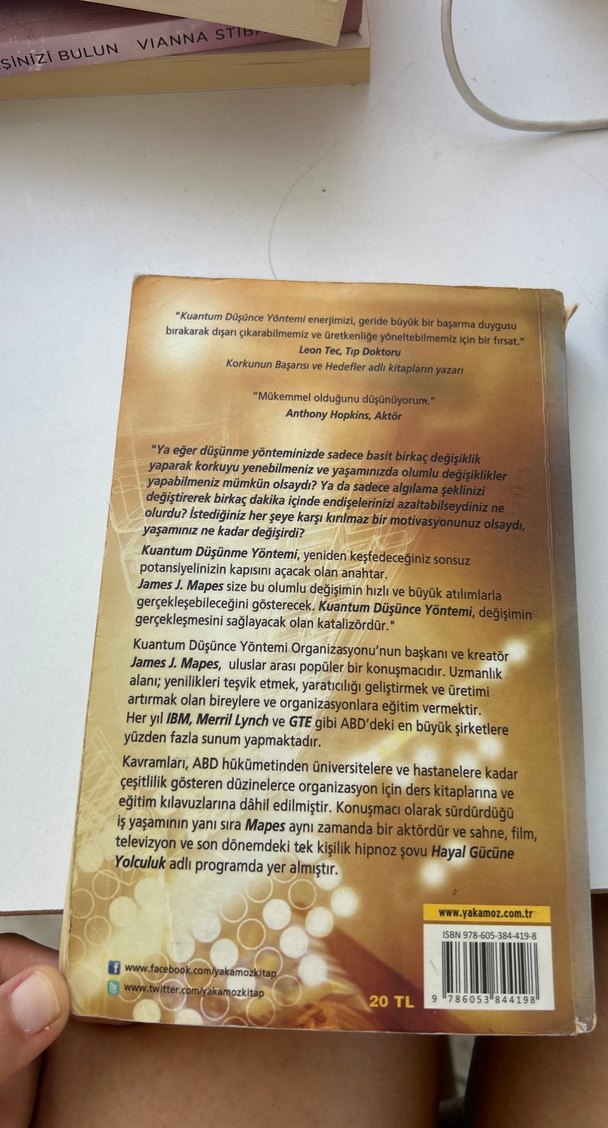 ŞİNİZİ BULUN VIANNA STIBA
"Kuantum Düşünce Yöntemi enerjimizi, geride büyük bir başarma duygusu
bırakarak dışarı çıkarabilmemiz ve üretkenliğe yöneltebilmemiz için bir fırsat."
Leon Tec, Tıp Doktoru
Korkunun Başarısı ve Hedefler adlı kitapların yazarı
"Mükemmel olduğunu düşünüyorum."
Anthony Hopkins, Aktör
"Ya eğer düşünme yönteminizde sadece basit birkaç değişiklik
yaparak korkuyu yenebilmeniz ve yaşamınızda olumlu değişiklikler
yapabilmeniz mümkün olsaydı? Ya da sadece algılama şeklinizi
değiştirerek birkaç dakika içinde endişelerinizi azaltabilseydiniz ne
olurdu? İstediğiniz her şeye karşı kırılmaz bir motivasyonunuz olsaydı,
yaşamınız ne kadar değişirdi?
Kuantum Düşünme Yöntemi, yeniden keşfedeceğiniz sonsuz
potansiyelinizin kapısını açacak olan anahtar.
James J. Mapes size bu olumlu değişimin hızlı ve büyük atılımlarla
gerçekleşebileceğini gösterecek. Kuantum Düşünce Yöntemi, değişimin
gerçekleşmesini sağlayacak olan katalizördür."
Kuantum Düşünce Yöntemi Organizasyonu'nun başkanı ve kreatör
James J. Mapes, uluslar arası popüler bir konuşmacıdır. Uzmanlık
alanı; yenilikleri teşvik etmek, yaratıcılığı geliştirmek ve üretimi
artırmak olan bireylere ve organizasyonlara eğitim vermektir.
Her yıl IBM, Merril Lynch ve GTE gibi ABD'deki en büyük şirketlere
yüzden fazla sunum yapmaktadır.
Kavramları, ABD hükümetinden üniversitelere ve hastanelere kadar
çeşitlilik gösteren düzinelerce organizasyon için ders kitaplarına ve
eğitim kılavuzlarına dâhil edilmiştir. Konuşmacı olarak sürdürdüğü
iş yaşamının yanı sıra Mapes aynı zamanda bir aktördür ve sahne, film,
televizyon ve son dönemdeki tek kişilik hipnoz şovu Hayal Gücüne
Yolculuk adlı programda yer almıştır.
www.yakamoz.com.tr
ISBN 978-605-384-419-8
9 786053 844198
www.facebook.com/yakamozkitap
www.twitter.com/yakamozkitap
20 TL